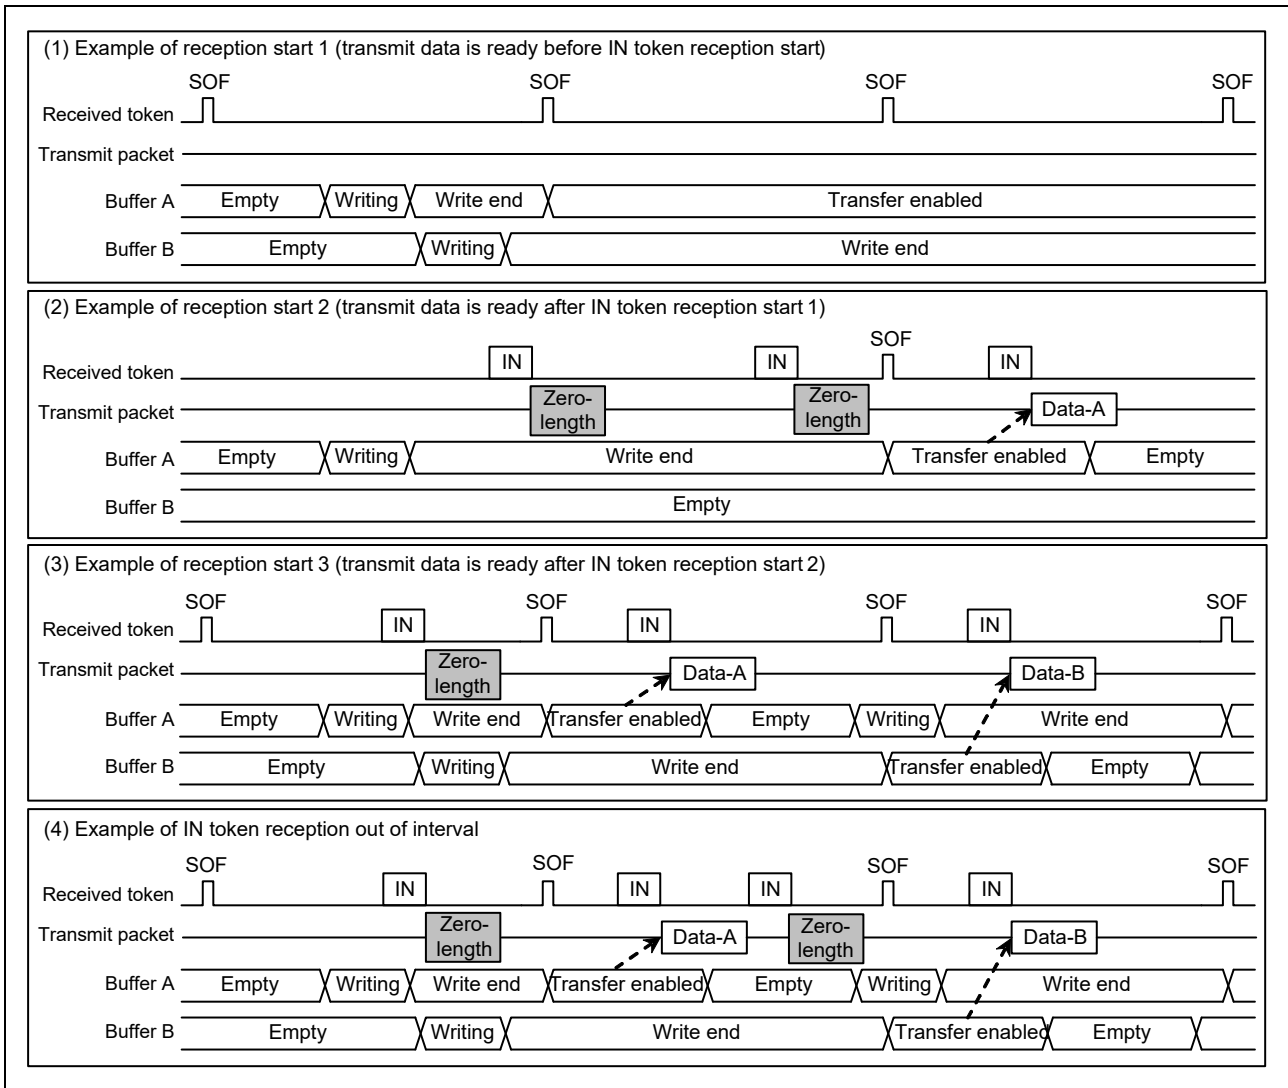 (1) Example of reception start 1 (transmit data is ready before IN token reception start)
SOF SOF SOF SOF
Received token
Transmit packet
Buffer A Empty Writing Write end Transfer enabled
Buffer B Empty Writing Write end
(2) Example of reception start 2 (transmit data is ready after IN token reception start 1)
SOF
Received token IN IN IN
Transmit packet Zero-length Zero-length Data-A
Buffer A Empty Writing Write end Transfer enabled Empty
Buffer B Empty
(3) Example of reception start 3 (transmit data is ready after IN token reception start 2)
SOF SOF SOF SOF
Received token IN IN IN
Transmit packet Zero-length Data-A Data-B
Buffer A Empty Writing Write end Transfer enabled Empty Writing Write end
Buffer B Empty Writing Write end Transfer enabled Empty
(4) Example of IN token reception out of interval
SOF SOF SOF SOF
Received token IN IN IN IN
Transmit packet Zero-length Data-A Zero-length Data-B
Buffer A Empty Writing Write end Transfer enabled Empty Writing Write end
Buffer B Empty Writing Write end Transfer enabled Empty